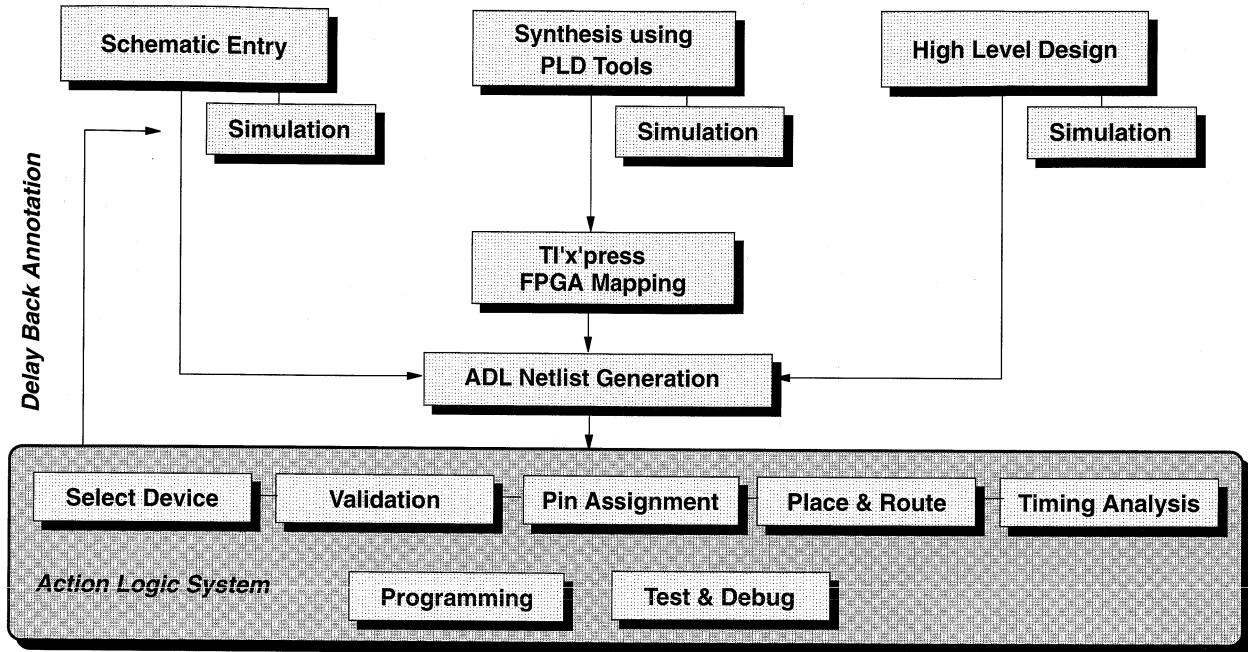 Schematic Entry
Synthesis using
PLD Tools
High Level Design
Simulation
Simulation
Simulation
Delay Back Annotation
TI'x'press
FPGA Mapping
ADL Netlist Generation
Select Device
Validation
Pin Assignment
Place & Route
Timing Analysis
Action Logic System
Programming
Test & Debug